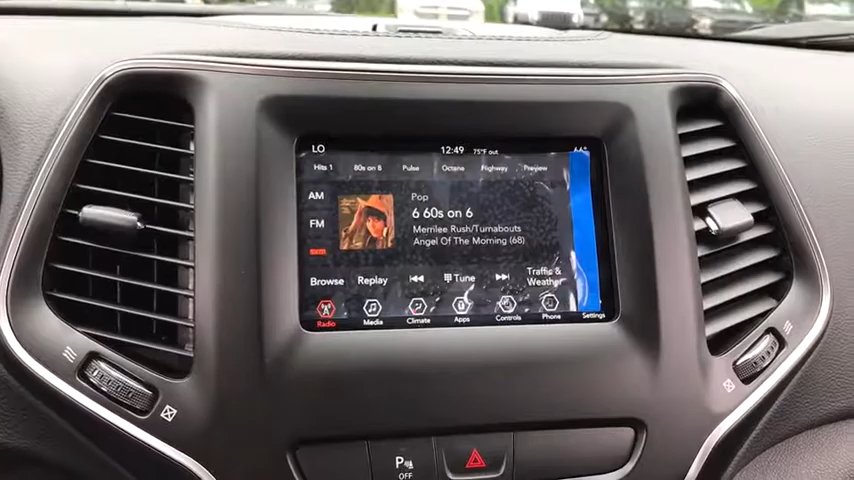 LO 12:49 75°F out 66°
Hits 1 80s on 8 Pulse Octane Highway Preview
AM
FM
SXM
Pop
6 60s on 6
Merrilee Rush/Turnabouts
Angel Of The Morning (68)
Browse Replay Tune Traffic & Weather
Radio Media Climate Apps Controls Phone Settings
P
OFF